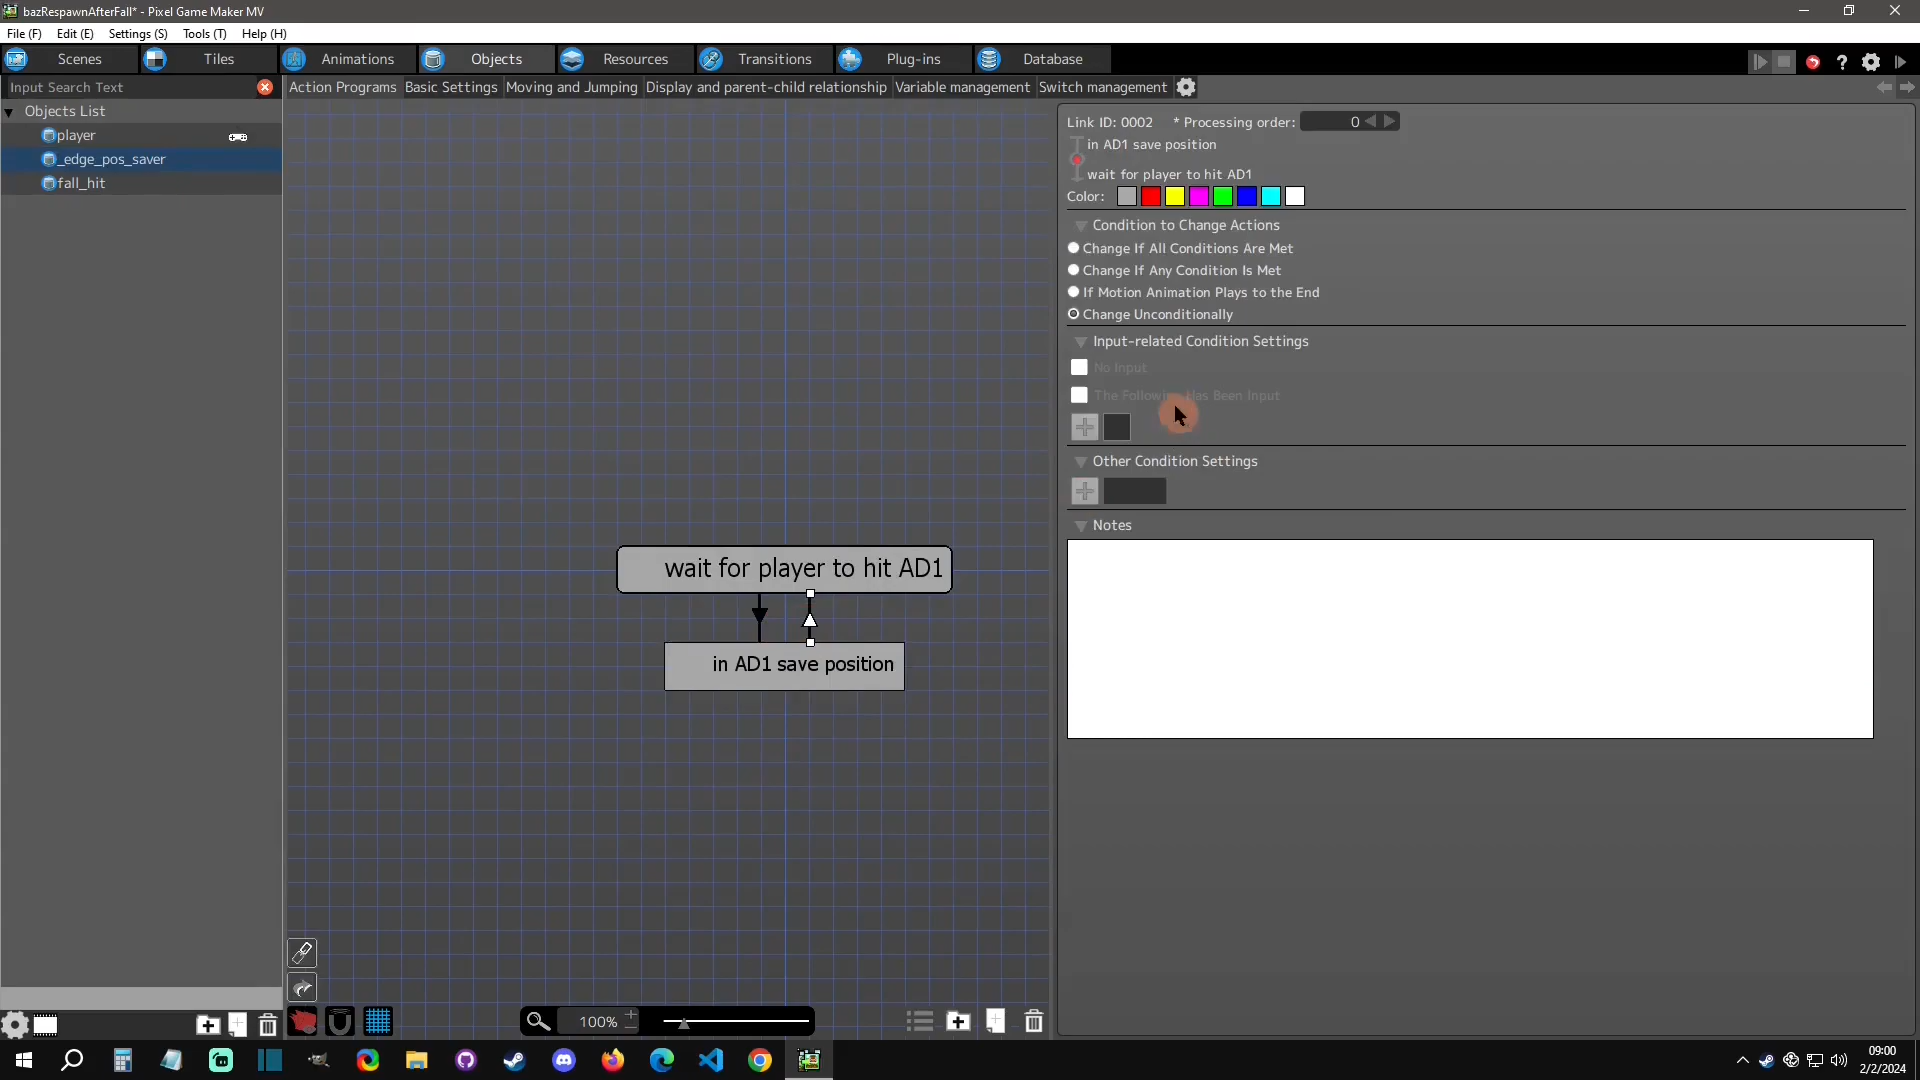 bazRespawnAfterFall* - Pixel Game Maker MV
File (F) Edit (E) Settings (S) Tools (T) Help (H)
Scenes Tiles Animations Objects Resources Transitions Plug-ins Database
Input Search Text
Action Programs Basic Settings Moving and Jumping Display and parent-child relationship Variable management Switch management
Objects List
player
_edge_pos_saver
fall_hit
wait for player to hit AD1
in AD1 save position
Link ID: 0002 * Processing order: 0
in AD1 save position
wait for player to hit AD1
Color:
Condition to Change Actions
Change If All Conditions Are Met
Change If Any Condition Is Met
If Motion Animation Plays to the End
Change Unconditionally
Input-related Condition Settings
No Input
The Following Has Been Input
Other Condition Settings
Notes
100%
09:00
2/2/2024